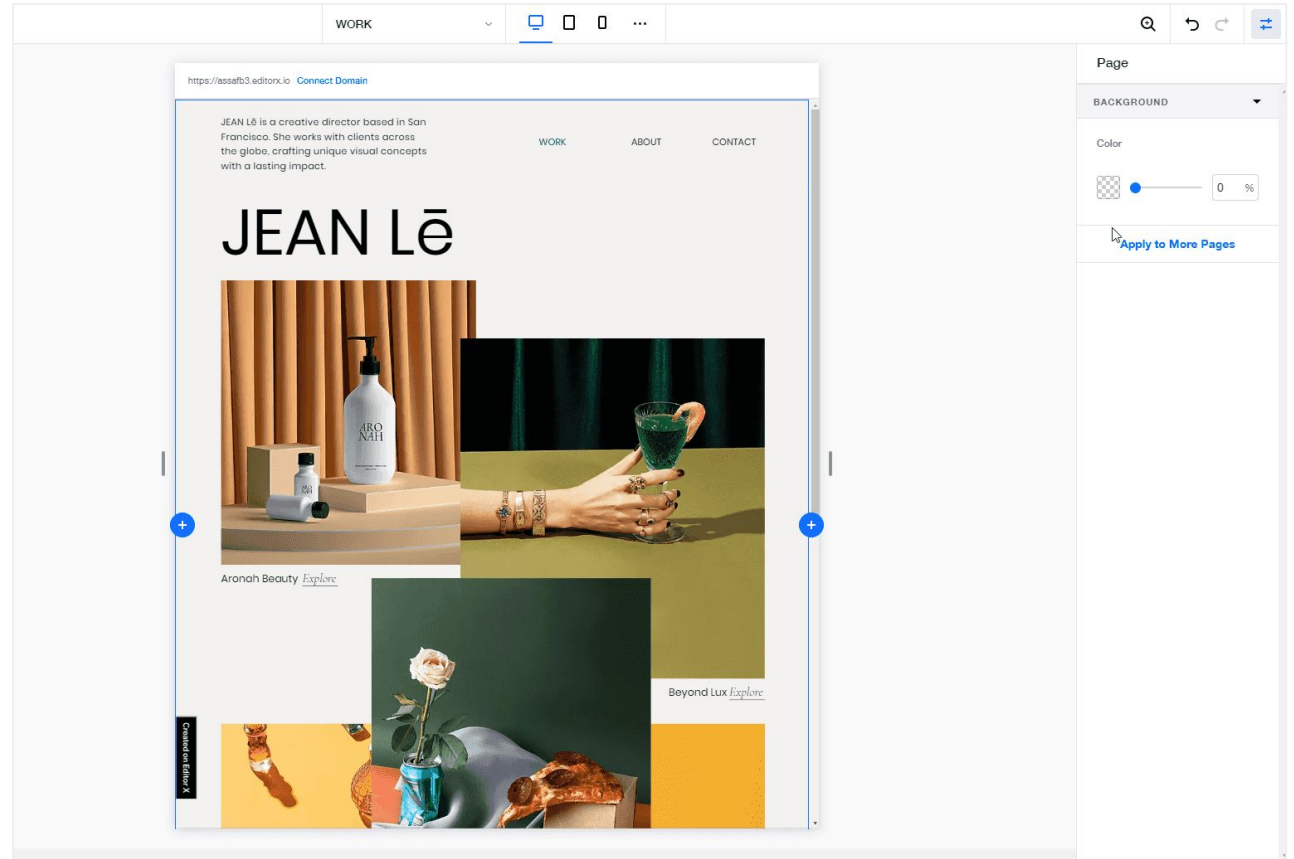 WORK
https://assafb3.editorx.io Connect Domain
Page
BACKGROUND
Color
0 %
Apply to More Pages
JEAN Lē is a creative director based in San
Francisco. She works with clients across
the globe, crafting unique visual concepts
with a lasting impact.
WORK ABOUT CONTACT
JEAN Lē
ARO
NAH
Aronah Beauty Explore
Beyond Lux Explore
Created on Editor X